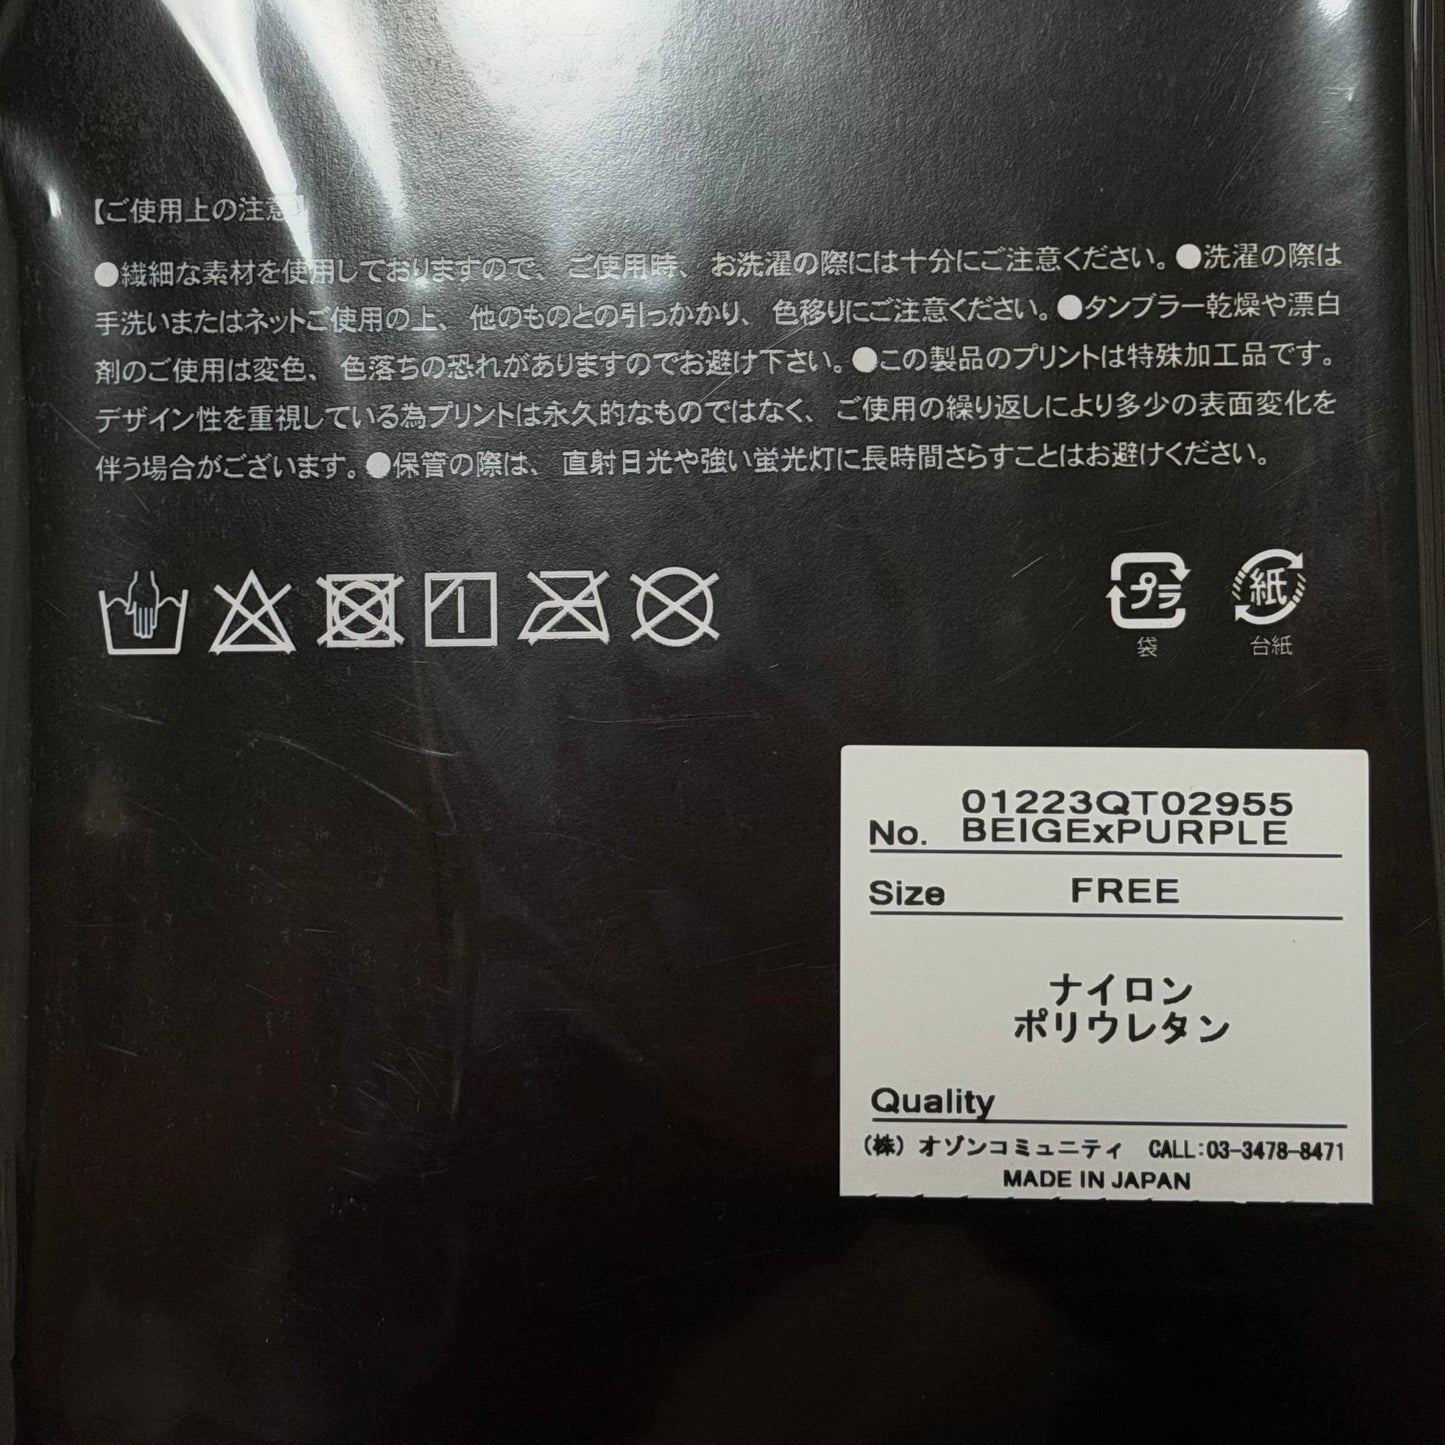 【ご使用上の注意】
●繊細な素材を使用しておりますので、ご使用時、お洗濯の際には十分にご注意ください。●洗濯の際は
手洗いまたはネットご使用の上、他のものとの引っかかり、色移りにご注意ください。●タンブラー乾燥や漂白
剤のご使用は変色、色落ちの恐れがありますのでお避け下さい。●この製品のプリントは特殊加工品です。
デザイン性を重視している為プリントは永久的なものではなく、ご使用の繰り返しにより多少の表面変化を
伴う場合がございます。●保管の際は、直射日光や強い蛍光灯に長時間さらすことはお避けください。
プラ 紙
袋 台紙
01223QT02955
No. BEIGExPURPLE
Size FREE
ナイロン
ポリウレタン
Quality
(株)オゾンコミュニティ CALL:03-3478-8471
MADE IN JAPAN